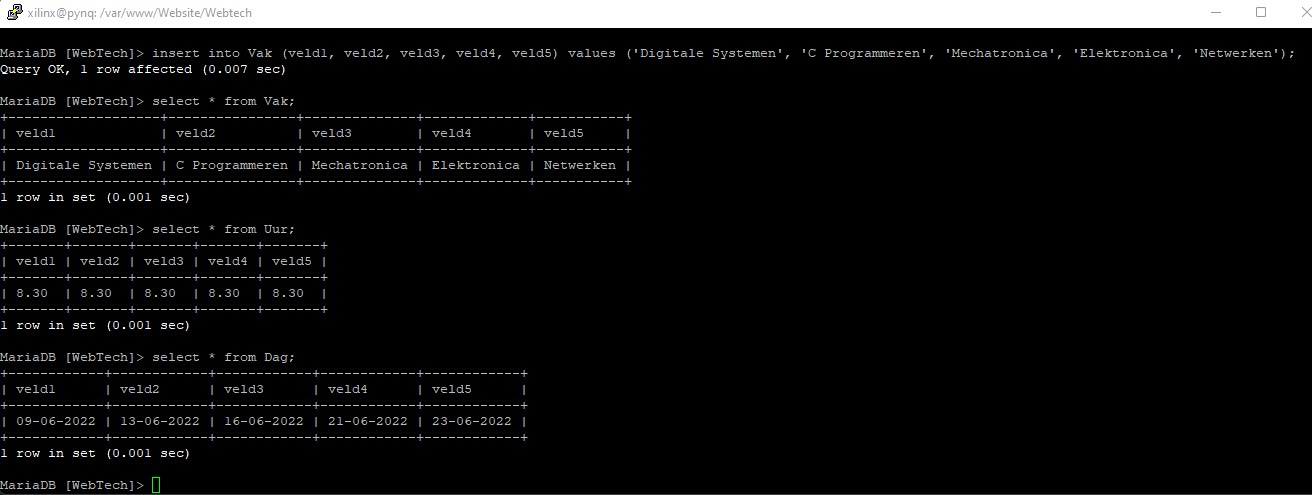 xilinx@pynq: /var/www/Website/Webtech
MariaDB [WebTech]> insert into Vak (veld1, veld2, veld3, veld4, veld5) values ('Digitale Systemen', 'C Programmeren', 'Mechatronica', 'Elektronica', 'Netwerken');
Query OK, 1 row affected (0.007 sec)
MariaDB [WebTech]> select * from Vak;
+-------------------+----------------+--------------+-------------+-----------+
| veld1             | veld2          | veld3        | veld4       | veld5     |
+-------------------+----------------+--------------+-------------+-----------+
| Digitale Systemen | C Programmeren | Mechatronica | Elektronica | Netwerken |
+-------------------+----------------+--------------+-------------+-----------+
1 row in set (0.001 sec)
MariaDB [WebTech]> select * from Uur;
+-------+-------+-------+-------+-------+
| veld1 | veld2 | veld3 | veld4 | veld5 |
+-------+-------+-------+-------+-------+
| 8.30  | 8.30  | 8.30  | 8.30  | 8.30  |
+-------+-------+-------+-------+-------+
1 row in set (0.001 sec)
MariaDB [WebTech]> select * from Dag;
+------------+------------+------------+------------+------------+
| veld1      | veld2      | veld3      | veld4      | veld5      |
+------------+------------+------------+------------+------------+
| 09-06-2022 | 13-06-2022 | 16-06-2022 | 21-06-2022 | 23-06-2022 |
+------------+------------+------------+------------+------------+
1 row in set (0.001 sec)
MariaDB [WebTech]>